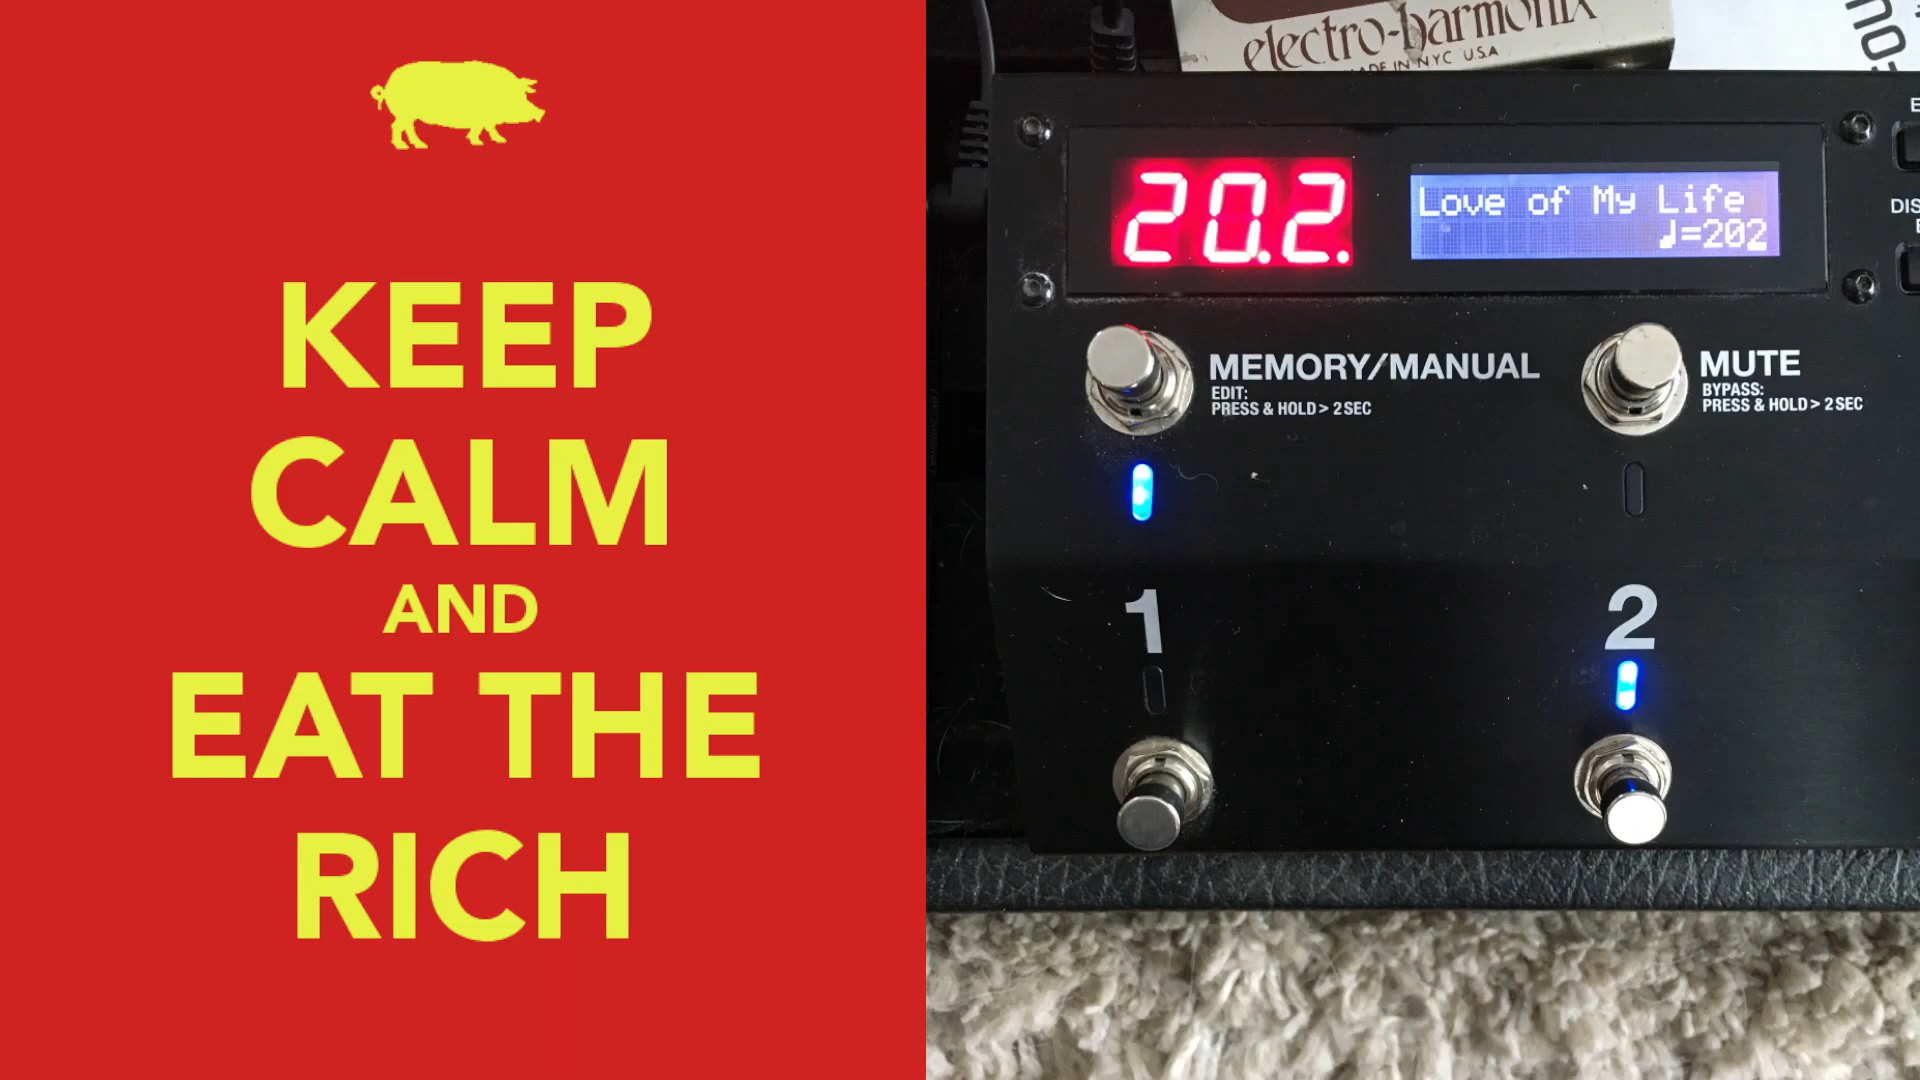 KEEP
CALM
AND
EAT THE
RICH
electro-harmonix
MADE IN NYC USA
20.2.
Love of My Life
♩=202
MEMORY/MANUAL
EDIT:
PRESS & HOLD > 2 SEC
MUTE
BYPASS:
PRESS & HOLD > 2 SEC
1
2